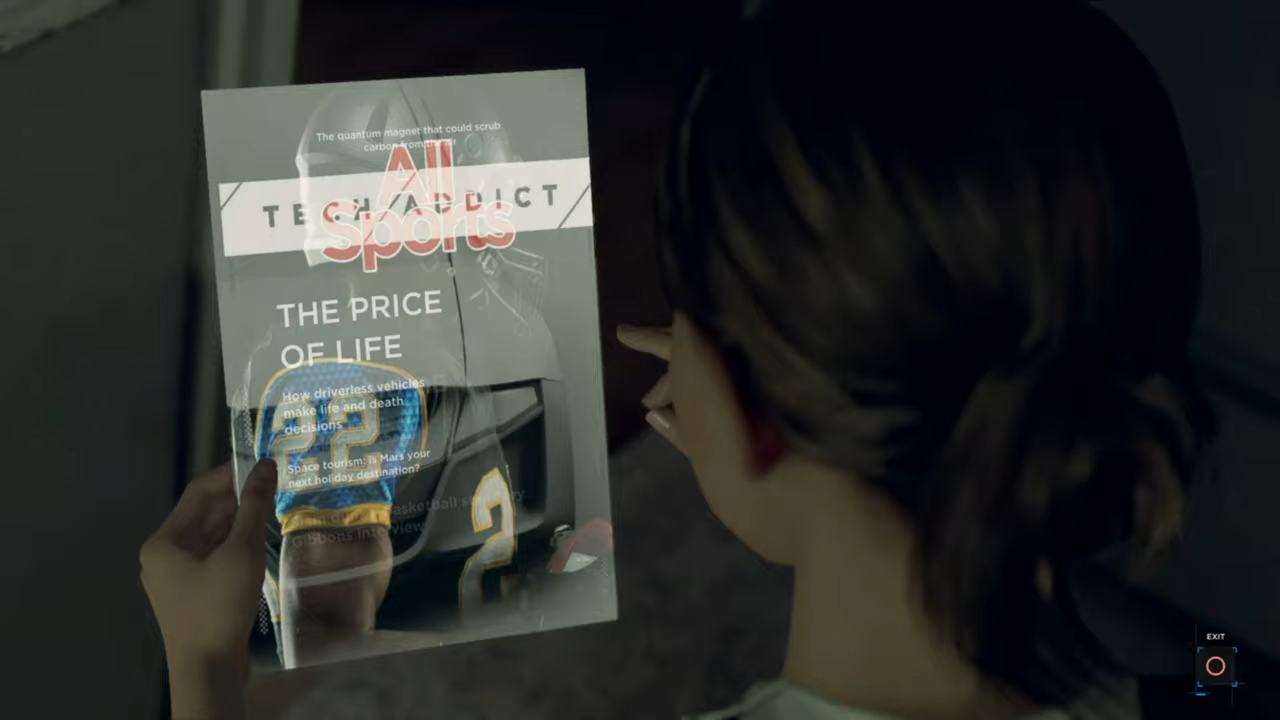 The quantum magnet that could scrub
carbon from the air
All
TECH/ADDICT
Sports
THE PRICE
OF LIFE
How driverless vehicles
make life and death
decisions
22
Space tourism: Is Mars your
next holiday destination?
2
basketball
Gibbons Interview
EXIT